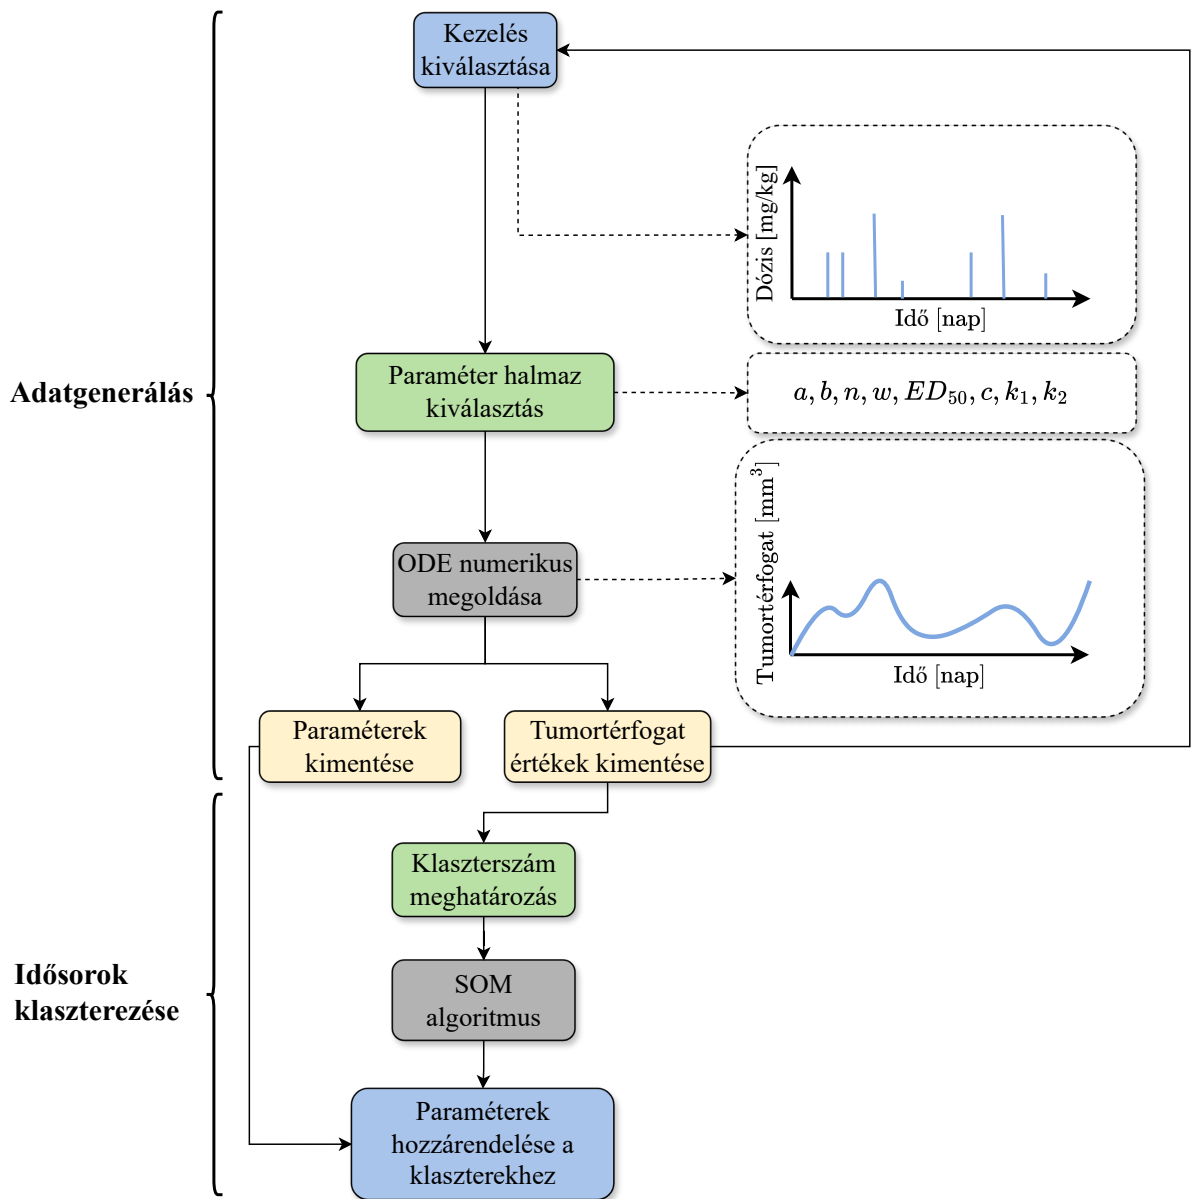 Kezelés
kiválasztása
Dózis [mg/kg]
Idő [nap]
Adatgenerálás
Paraméter halmaz
kiválasztás
a, b, n, w, ED₅₀, c, k₁, k₂
Tumortérfogat [mm³]
Idő [nap]
ODE numerikus
megoldása
Paraméterek
kimentése
Tumortérfogat
értékek kimentése
Klaszterszám
meghatározás
Idősorok
klaszterezése
SOM
algoritmus
Paraméterek
hozzárendelése a
klaszterekhez